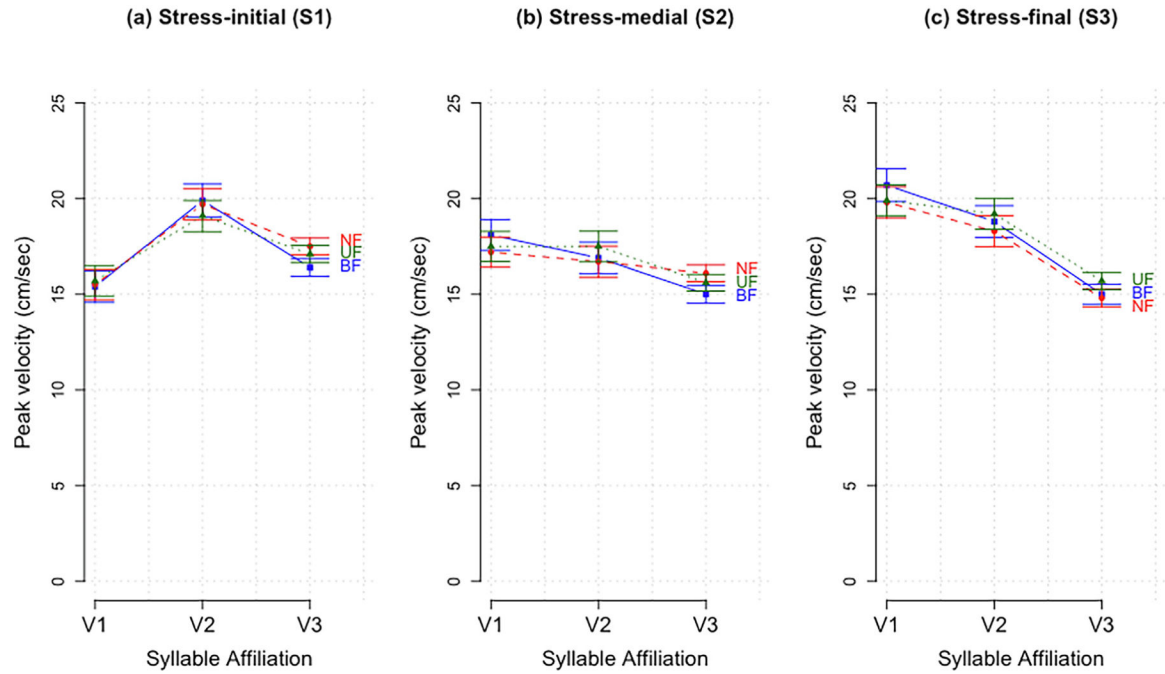 (a) Stress-initial (S1)
Peak velocity (cm/sec)
25
20
15
10
5
0
NF
UF
BF
V1 V2 V3
Syllable Affiliation
(b) Stress-medial (S2)
Peak velocity (cm/sec)
25
20
15
10
5
0
NF
UF
BF
V1 V2 V3
Syllable Affiliation
(c) Stress-final (S3)
Peak velocity (cm/sec)
25
20
15
10
5
0
UF
BF
NF
V1 V2 V3
Syllable Affiliation